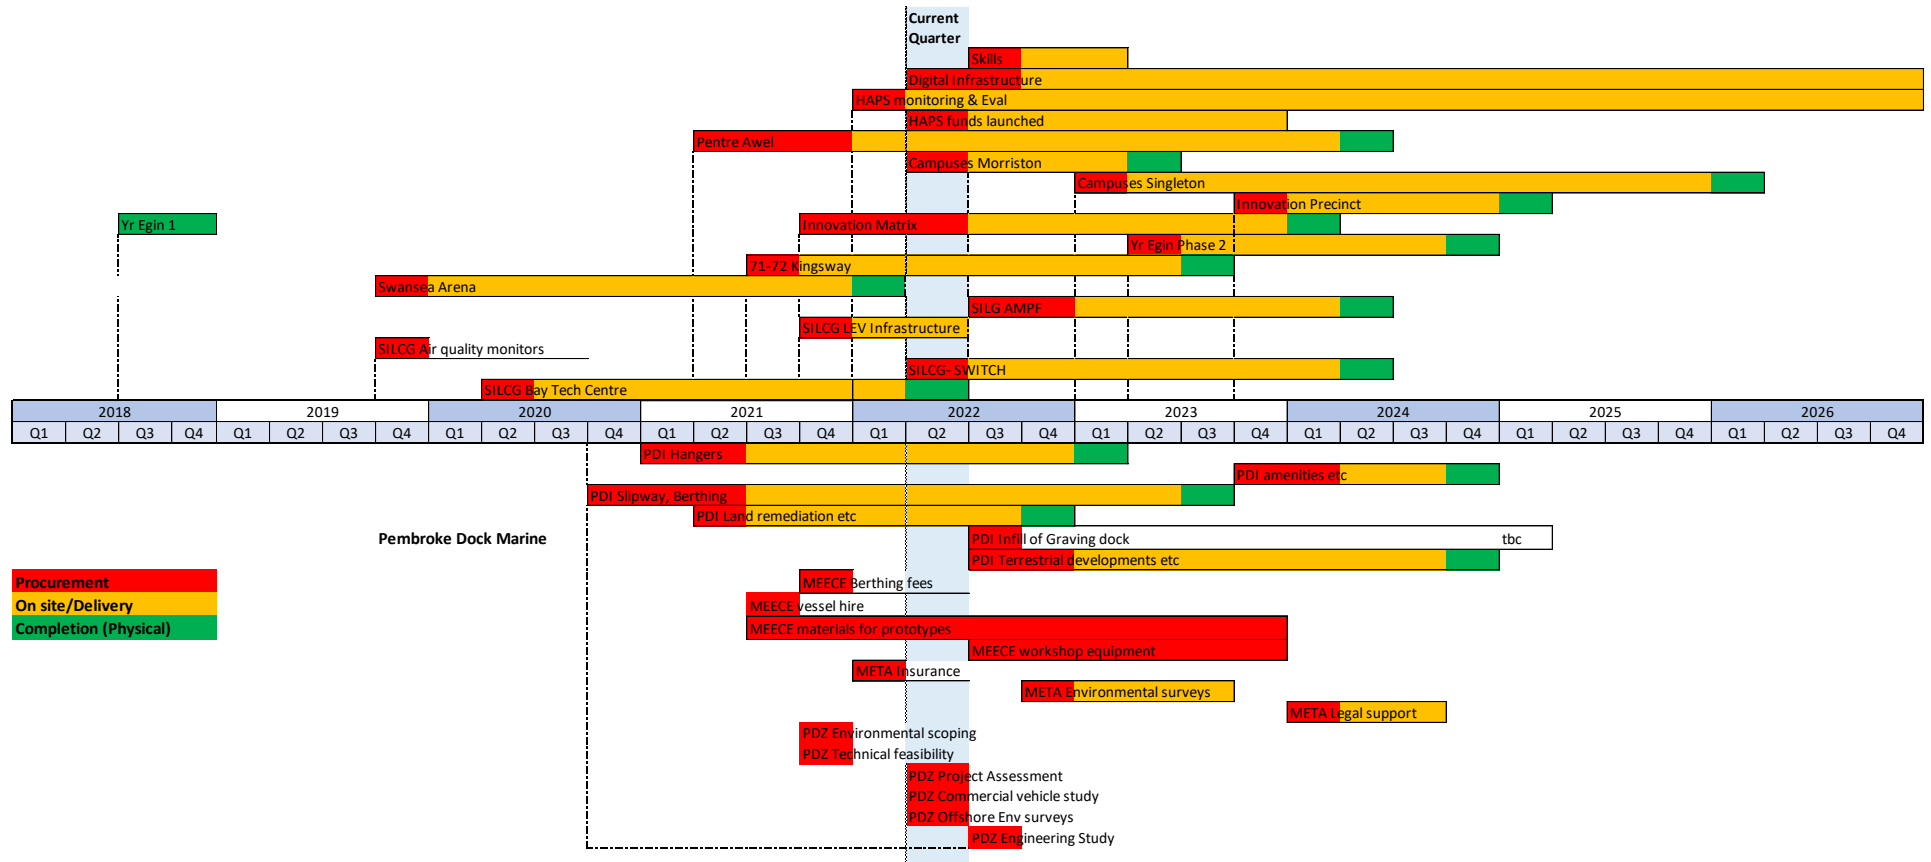 Current
Quarter
Skills
Digital Infrastructure
HAPS monitoring & Eval
HAPS funds launched
Pentre Awel
Campuses Morriston
Campuses Singleton
Innovation Precinct
Yr Egin 1
Innovation Matrix
Yr Egin Phase 2
71-72 Kingsway
Swansea Arena
SILG AMPF
SILCG LEV Infrastructure
SILCG Air quality monitors
SILCG- SWITCH
SILCG Bay Tech Centre
2018 2019 2020 2021 2022 2023 2024 2025 2026
Q1 Q2 Q3 Q4 Q1 Q2 Q3 Q4 Q1 Q2 Q3 Q4 Q1 Q2 Q3 Q4 Q1 Q2 Q3 Q4 Q1 Q2 Q3 Q4 Q1 Q2 Q3 Q4 Q1 Q2 Q3 Q4 Q1 Q2 Q3 Q4
PDI Hangers
PDI amenities etc
PDI Slipway, Berthing
PDI Land remediation etc
Pembroke Dock Marine
PDI Infill of Graving dock tbc
PDI Terrestrial developments etc
Procurement
MEECE Berthing fees
On site/Delivery
MEECE vessel hire
Completion (Physical)
MEECE materials for prototypes
MEECE workshop equipment
META Insurance
META Environmental surveys
META Legal support
PDZ Environmental scoping
PDZ Technical feasibility
PDZ Project Assessment
PDZ Commercial vehicle study
PDZ Offshore Env surveys
PDZ Engineering Study